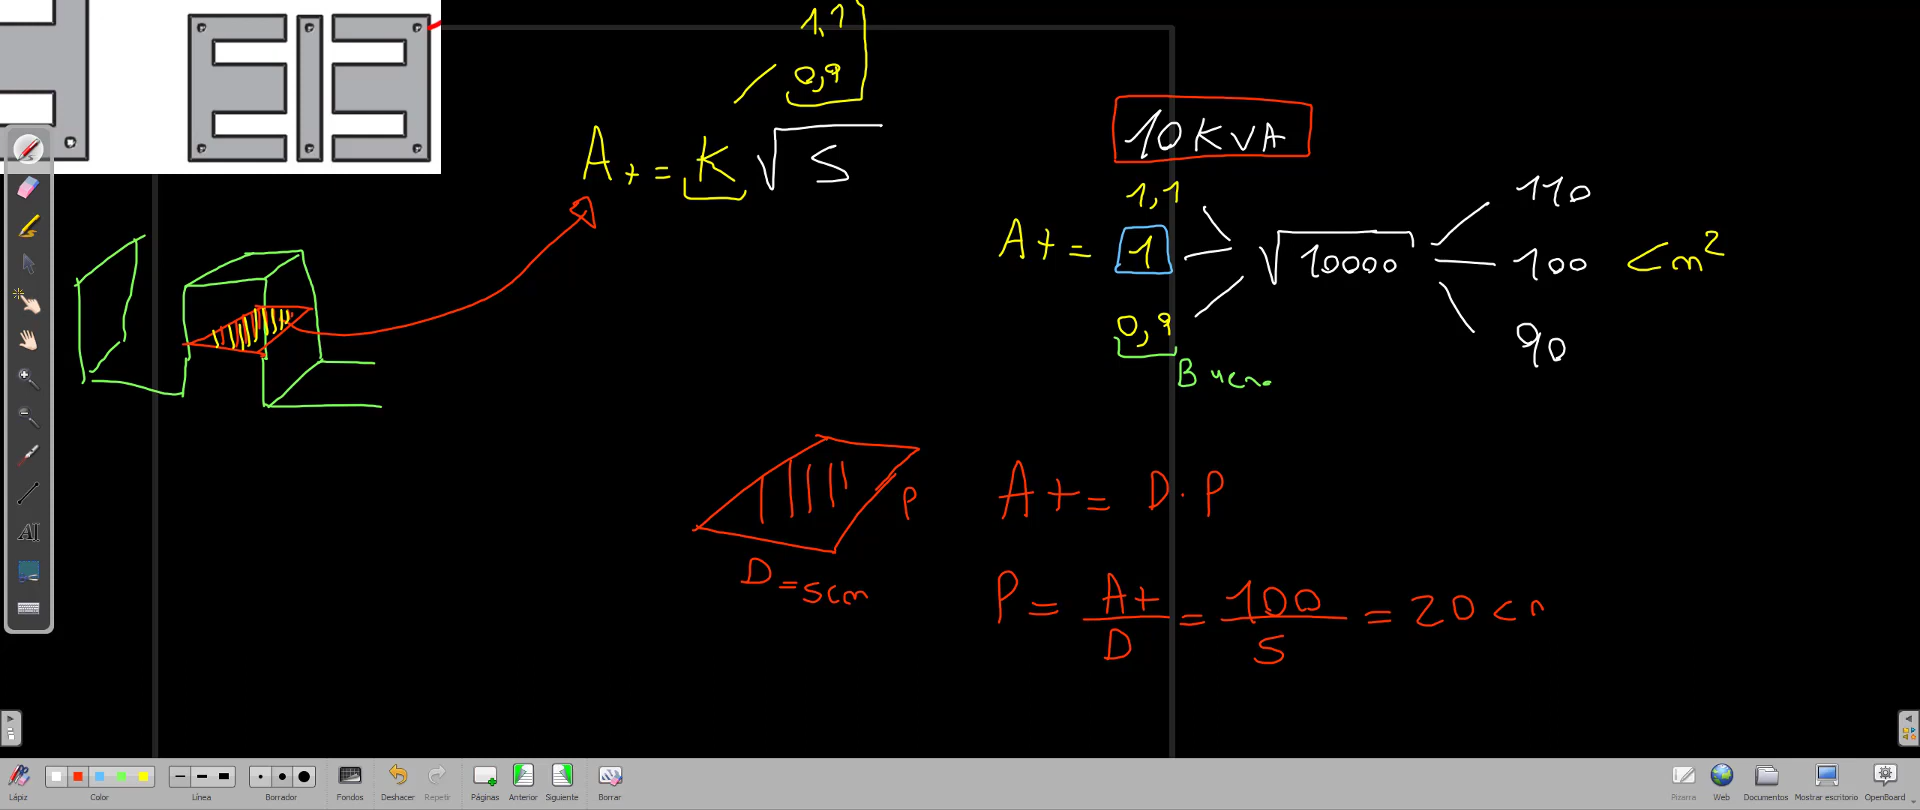 1,1
0,9
At = K √S
10KVA
1,1
At = 1 √10000
0,9
110
100 cm²
90
Bueno
P
D = 5cm
At = D . P
P = At/D = 100/5 = 20 c
AI
Lápiz
Color
Línea
Borrador
Fondos
Deshacer
Repetir
Páginas
Anterior
Siguiente
Borrar
Pizarra
Web
Documentos
Mostrar escritorio
OpenBoard